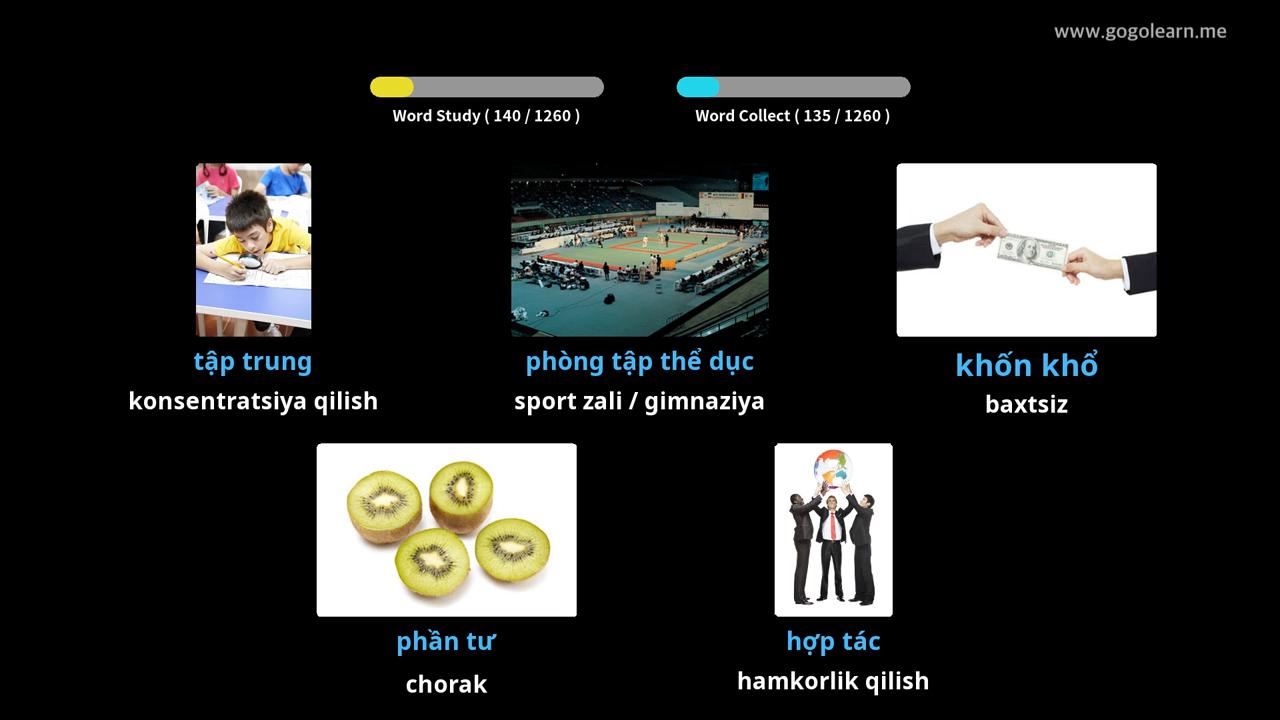 www.gogolearn.me
Word Study ( 140 / 1260 )
Word Collect ( 135 / 1260 )
tập trung
konsentratsiya qilish
phòng tập thể dục
sport zali / gimnaziya
khốn khổ
baxtsiz
phần tư
chorak
hợp tác
hamkorlik qilish